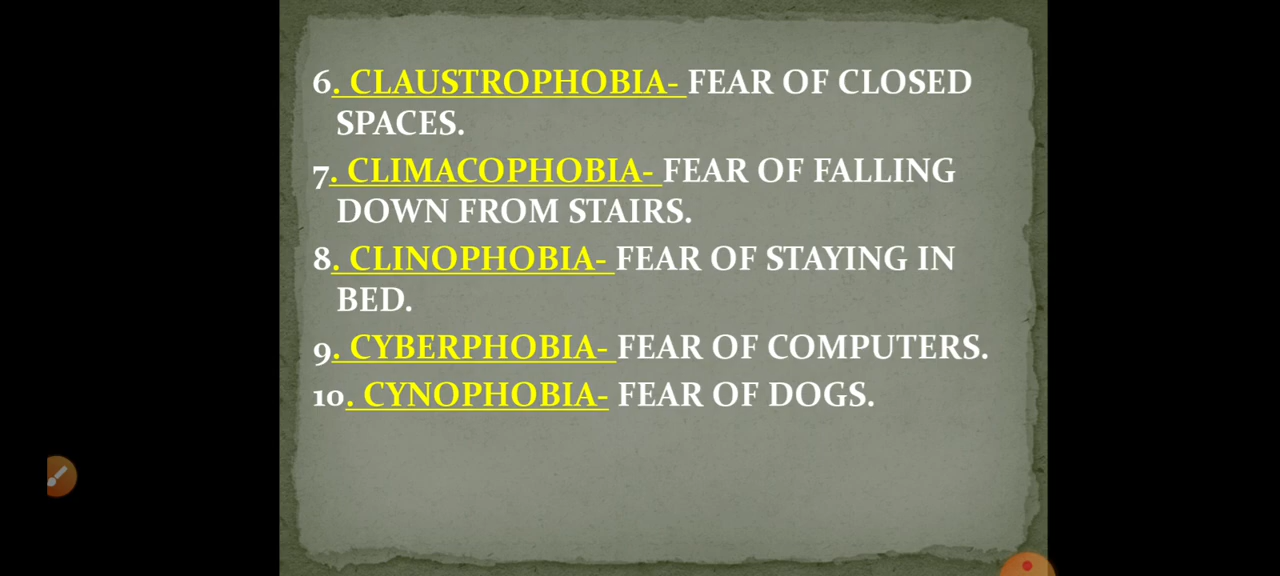 6. CLAUSTROPHOBIA- FEAR OF CLOSED
SPACES.
7. CLIMACOPHOBIA- FEAR OF FALLING
DOWN FROM STAIRS.
8. CLINOPHOBIA- FEAR OF STAYING IN
BED.
9. CYBERPHOBIA- FEAR OF COMPUTERS.
10. CYNOPHOBIA- FEAR OF DOGS.